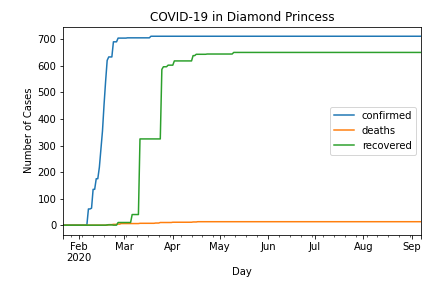 COVID-19 in Diamond Princess
Number of Cases
700
600
500
400
300
200
100
0
confirmed
deaths
recovered
Feb Mar Apr May Jun Jul Aug Sep
2020
Day